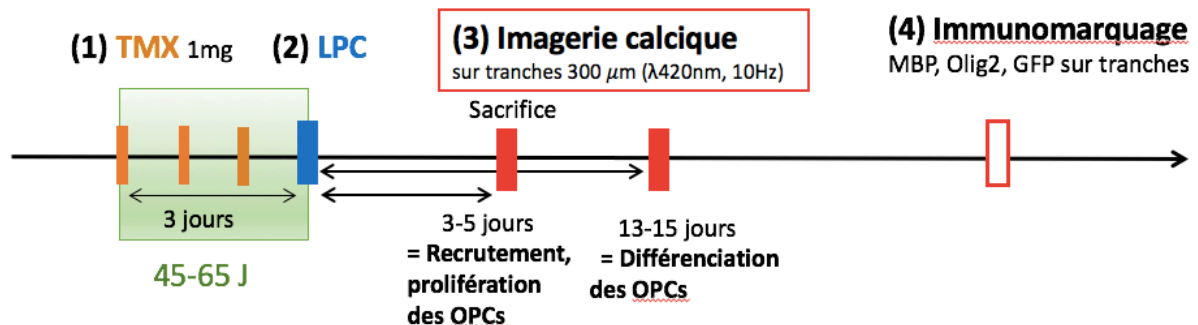 (1) TMX 1mg
(2) LPC
(3) Imagerie calcique
sur tranches 300 μm (λ420nm, 10Hz)
(4) Immunomarquage
MBP, Olig2, GFP sur tranches
Sacrifice
3 jours
45-65 J
3-5 jours
= Recrutement,
prolifération
des OPCs
13-15 jours
= Différenciation
des OPCs